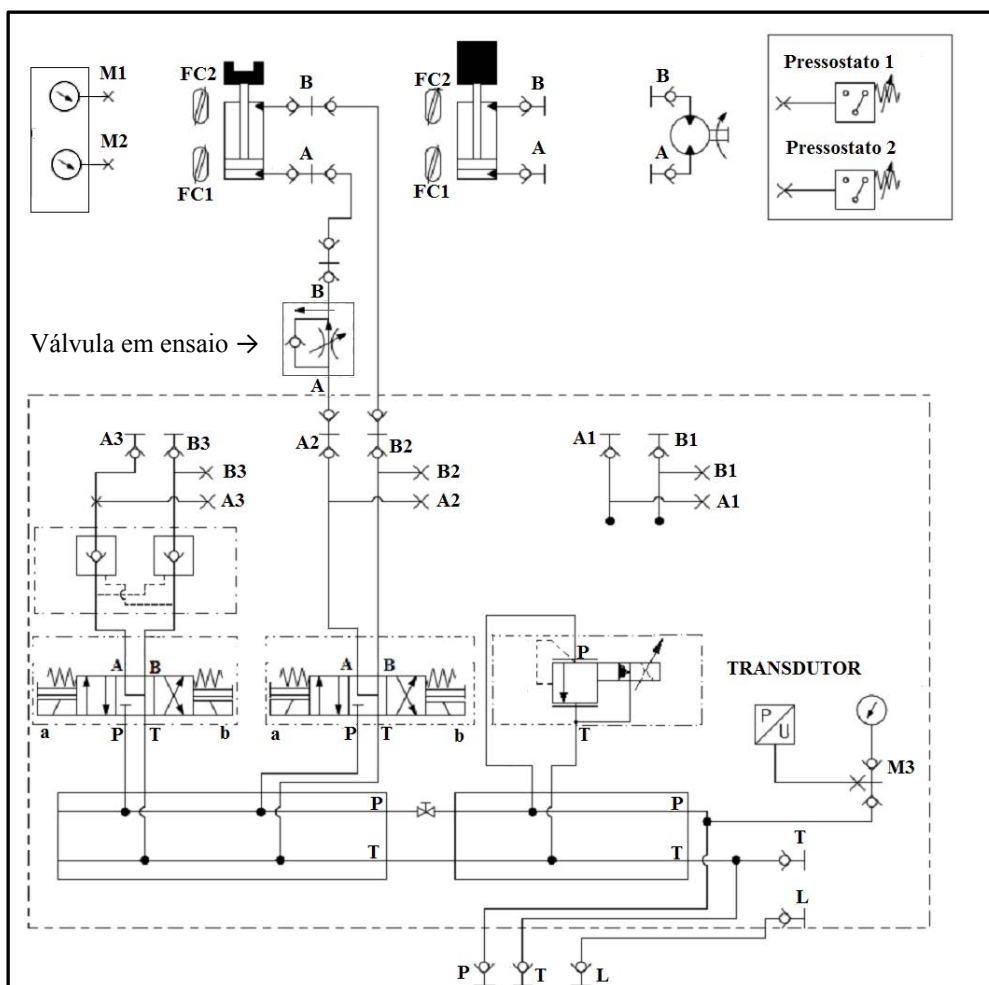 M1
M2
FC2
FC1
B
A
FC2
FC1
B
A
B
A
Pressostato 1
Pressostato 2
B
Válvula em ensaio →
A
A3
B3
B3
A3
A2
B2
B2
A2
A1
B1
B1
A1
A B
a P T b
A B
a P T b
P
T
TRANSDUTOR
P
U
M3
P
T
P
T
T
L
P T L